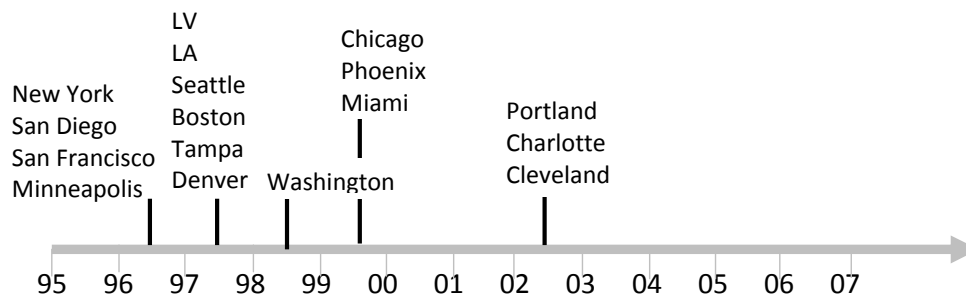 New York
San Diego
San Francisco
Minneapolis
LV
LA
Seattle
Boston
Tampa
Denver
Washington
Chicago
Phoenix
Miami
Portland
Charlotte
Cleveland
95 96 97 98 99 00 01 02 03 04 05 06 07